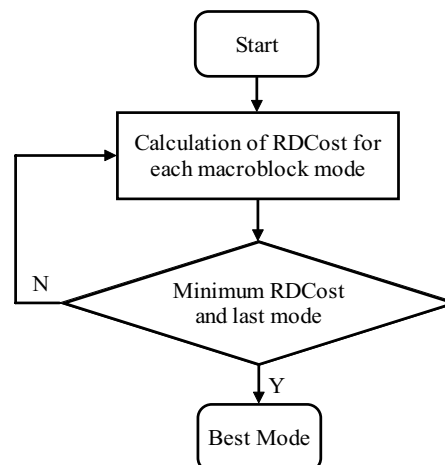 Start
Calculation of RDCost for
each macroblock mode
N
Minimum RDCost
and last mode
Y
Best Mode